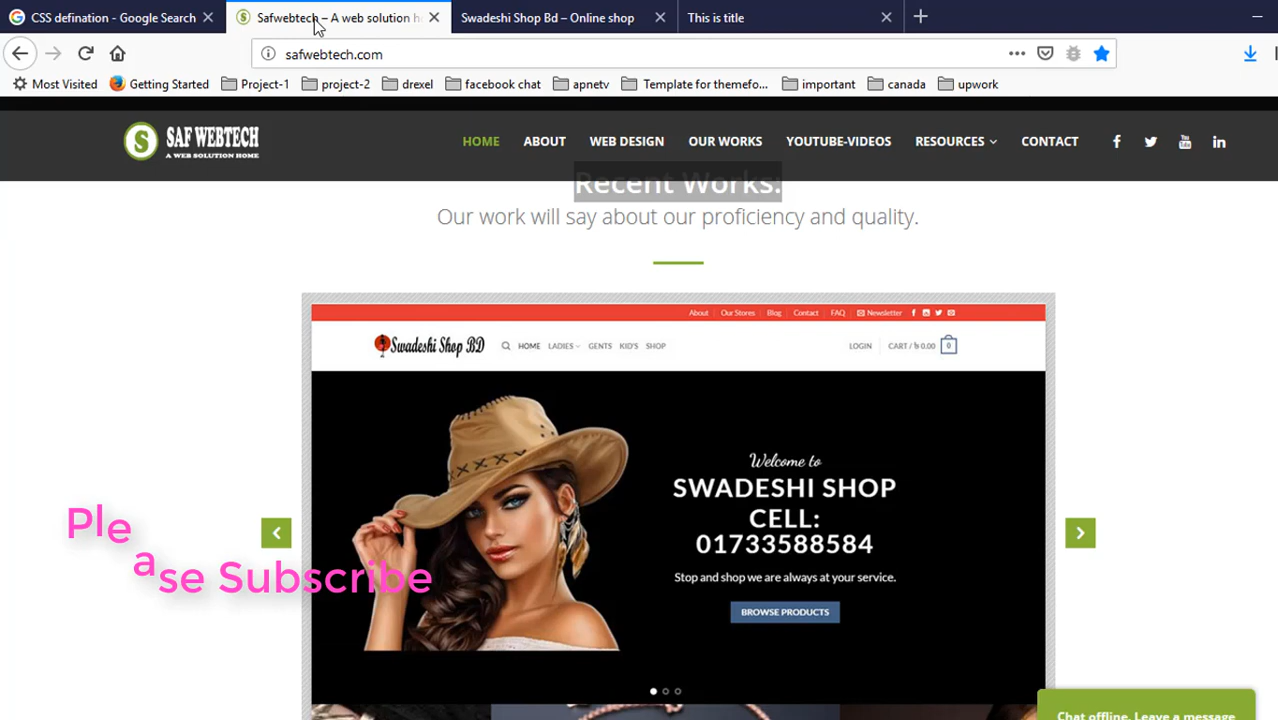 CSS defination - Google Search
Safwebtech – A web solution h
Swadeshi Shop Bd – Online shop
This is title
safwebtech.com
Most Visited
Getting Started
Project-1
project-2
drexel
facebook chat
apnetv
Template for themefo...
important
canada
upwork
S SAF WEBTECH
A WEB SOLUTION HOME
HOME
ABOUT
WEB DESIGN
OUR WORKS
YOUTUBE-VIDEOS
RESOURCES
CONTACT
Recent Works:
Our work will say about our proficiency and quality.
About
Our Stores
Blog
Contact
FAQ
Newsletter
Swadeshi Shop BD
HOME
LADIES
GENTS
KID'S
SHOP
LOGIN
CART / ৳ 0.00
0
Welcome to
SWADESHI SHOP
CELL:
01733588584
Stop and shop we are always at your service.
BROWSE PRODUCTS
Please Subscribe
Chat offline. Leave a message